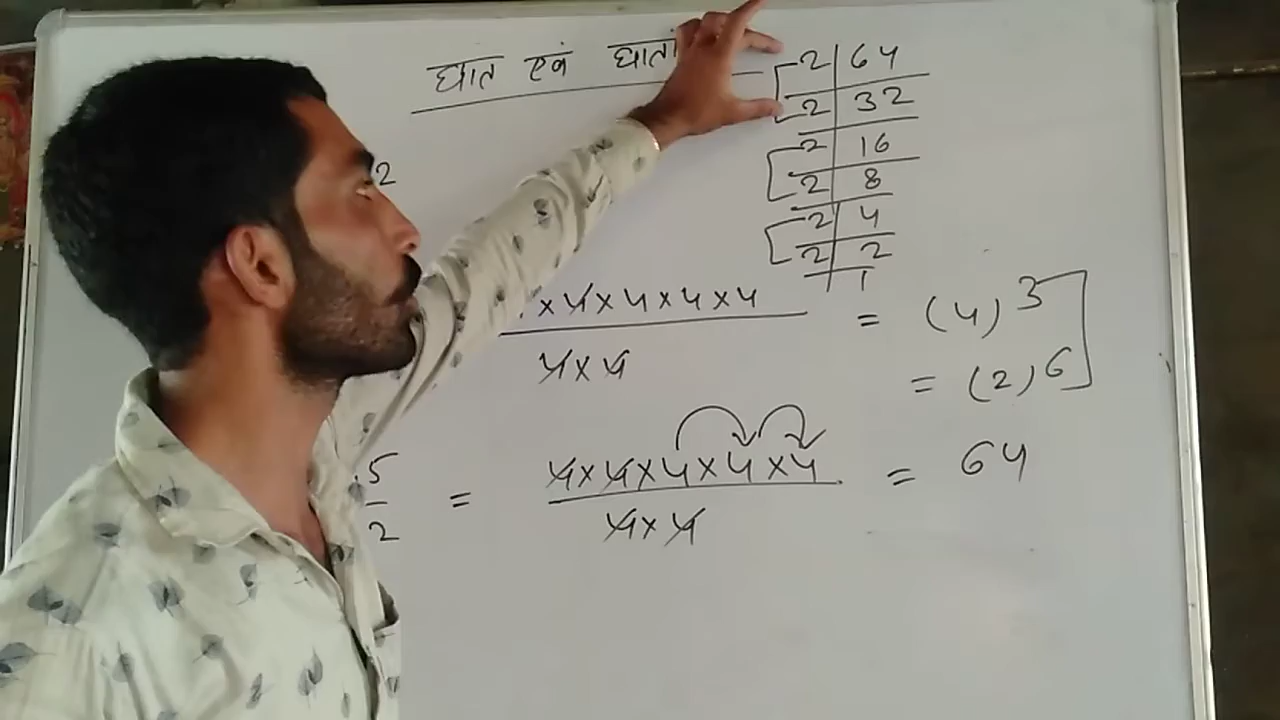 घात एवं
2 | 64
2 | 32
2 | 16
2 | 8
2 | 4
2 | 2
1
2
× 4 × 4 × 4 × 4
4 × 4
= (4)³
= (2)⁶
5
2
= 4 × 4 × 4 × 4 × 4 = 64
4 × 4